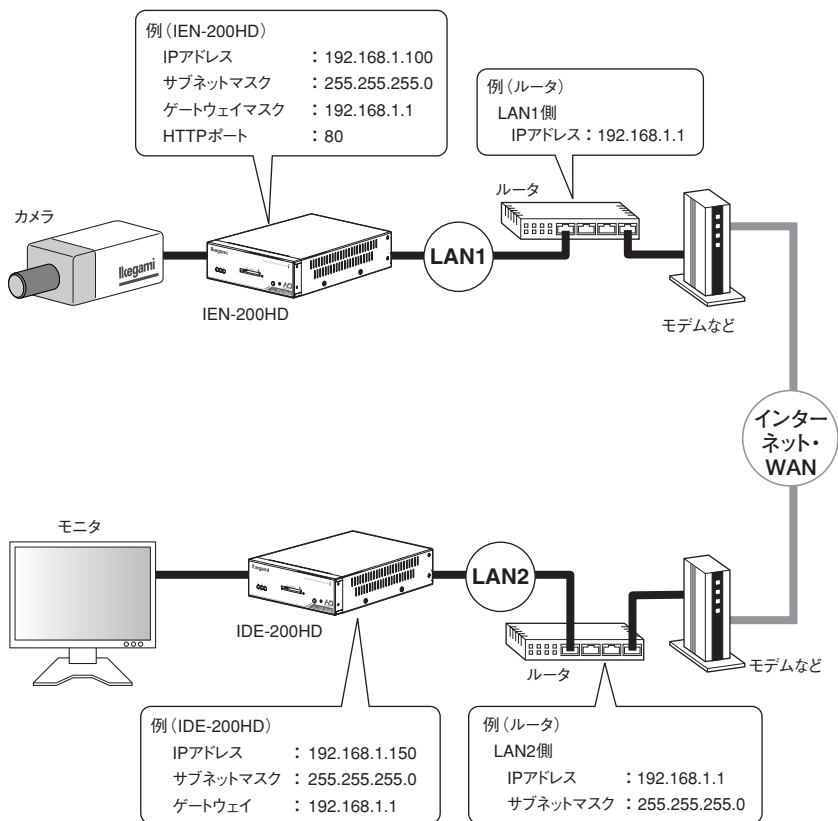 例（IEN-200HD）
IPアドレス ：192.168.1.100
サブネットマスク ：255.255.255.0
ゲートウェイマスク ：192.168.1.1
HTTPポート ：80
例（ルータ）
LAN1側
IPアドレス：192.168.1.1
ルータ
カメラ
Ikegami
Ikegami
LAN1
IEN-200HD
モデムなど
インター
ネット・
WAN
モニタ
Ikegami
LAN2
IDE-200HD
ルータ
モデムなど
例（IDE-200HD）
IPアドレス ：192.168.1.150
サブネットマスク ：255.255.255.0
ゲートウェイ ：192.168.1.1
例（ルータ）
LAN2側
IPアドレス ：192.168.1.1
サブネットマスク ：255.255.255.0